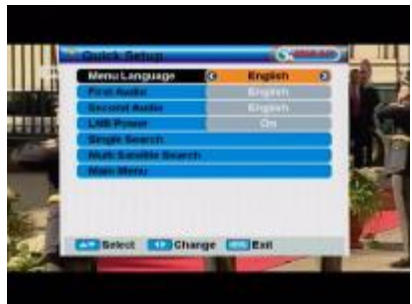 Quick Setup
Menu Language English
First Audio English
Second Audio English
LNB Power On
Single Search
Multi Satellite Search
Main Menu
Select Change MENU Exit